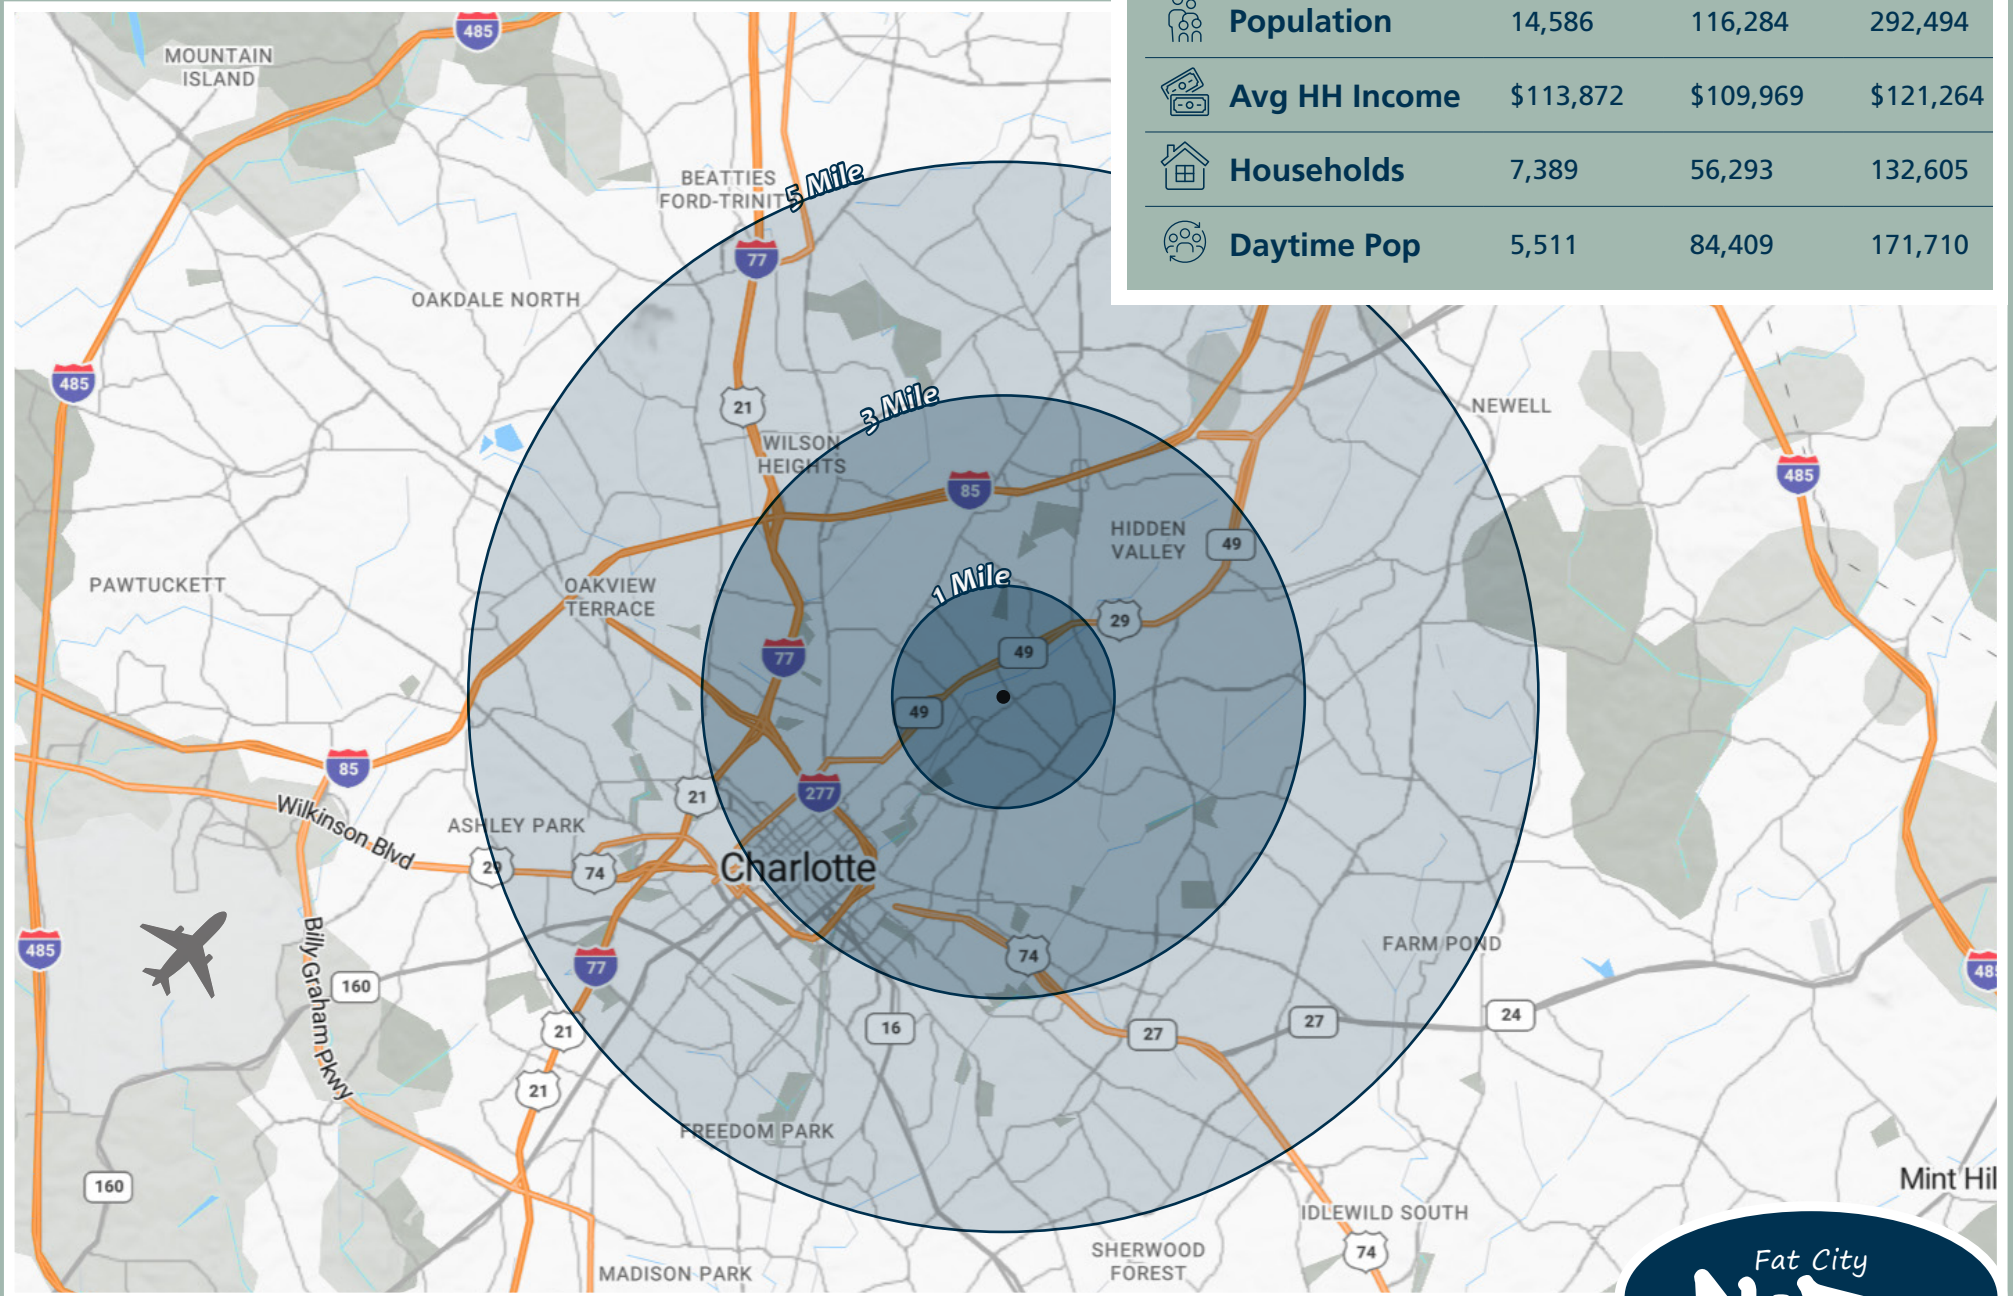 Population 14,586 116,284 292,494
Avg HH Income $113,872 $109,969 $121,264
Households 7,389 56,293 132,605
Daytime Pop 5,511 84,409 171,710
485
MOUNTAIN
ISLAND
BEATTIES
FORD-TRINIT
5 Mile
77
OAKDALE NORTH
485
21
3 Mile
NEWELL
WILSON
HEIGHTS
485
85
HIDDEN
VALLEY
49
PAWTUCKETT
OAKVIEW
TERRACE
1 Mile
29
77
49
49
85
277
21
Wilkinson Blvd
ASHLEY PARK
29
74
Charlotte
485
Billy Graham Pkwy
160
77
74
FARM POND
485
21
16
27
27
24
21
FREEDOM PARK
160
Mint Hil
IDLEWILD SOUTH
74
SHERWOOD
FOREST
MADISON PARK
Fat City